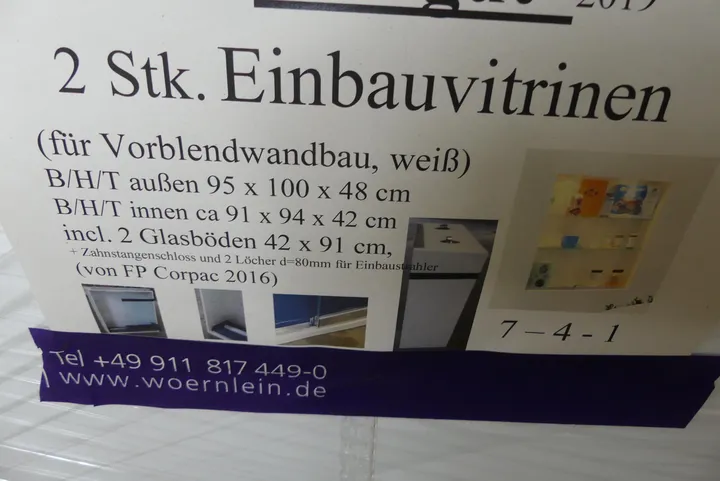 2019
2 Stk. Einbauvitrinen
(für Vorblendwandbau, weiß)
B/H/T außen 95 x 100 x 48 cm
B/H/T innen ca 91 x 94 x 42 cm
incl. 2 Glasböden 42 x 91 cm,
+ Zahnstangenschloss und 2 Löcher d=80mm für Einbaustrahler
(von FP Corpac 2016)
7 – 4 - 1
Tel +49 911 817 449-0
www.woernlein.de